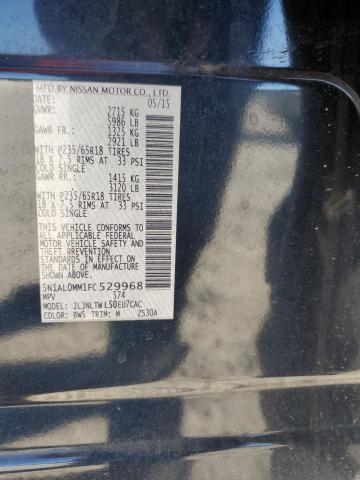 MFD BY NISSAN MOTOR CO., LTD.
DATE: 05/15
GVWR: 2715 KG
5986 LB
GAWR FR.: 1325 KG
2921 LB
WITH P235/65R18 TIRES
18 X 7.5 RIMS AT 33 PSI
COLD SINGLE
GAWR RR.: 1415 KG
3120 LB
WITH P235/65R18 TIRES
18 X 7.5 RIMS AT 33 PSI
COLD SINGLE
THIS VEHICLE CONFORMS TO ALL
APPLICABLE FEDERAL MOTOR
VEHICLE SAFETY AND THEFT PREVENTION
STANDARDS IN EFFECT ON THE DATE
OF MANUFACTURE SHOWN ABOVE.
5N1AL0MM1FC529968
MPV 574
MODEL: JLJNLTWL50EU7CAC
COLOR: BW5 TRIM: M ZS30A